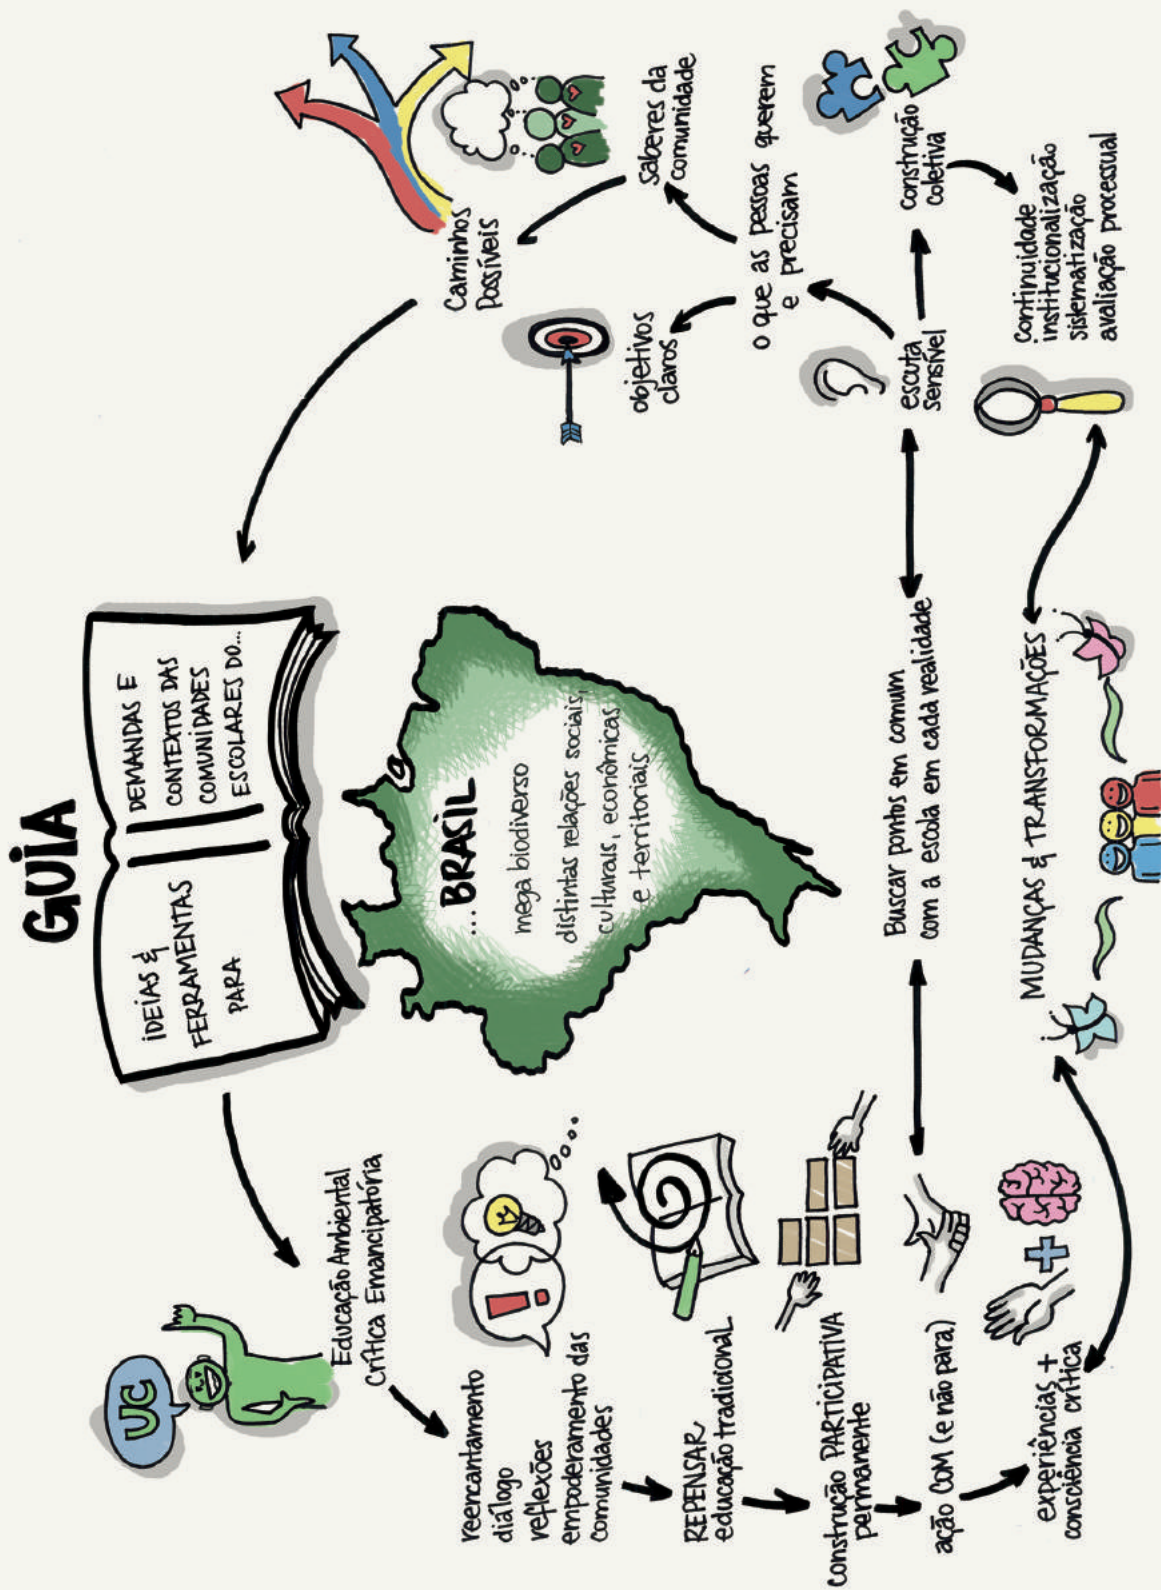 GUIA
IDEIAS &
FERRAMENTAS
PARA
DEMANDAS E
CONTEXTOS DAS
COMUNIDADES
ESCOLARES DO...
...BRASIL
mega biodiverso
distintas relações sociais,
culturais, econômicas
e territoriais
UC
Educação Ambiental
Crítica Emancipatória
reencantamento
diálogo
reflexões
empoderamento das
comunidades
REPENSAR
educação tradicional
construção PARTICIPATIVA
permanente
ação COM (e não para)
experiências +
consciência crítica
Buscar pontos em comum
com a escola em cada realidade
MUDANÇAS & TRANSFORMAÇÕES
escuta
sensível
o que as pessoas querem
e precisam
objetivos
claros
saberes da
comunidade
Caminhos
Possíveis
construção
coletiva
continuidade
institucionalização
sistematização
avaliação processual